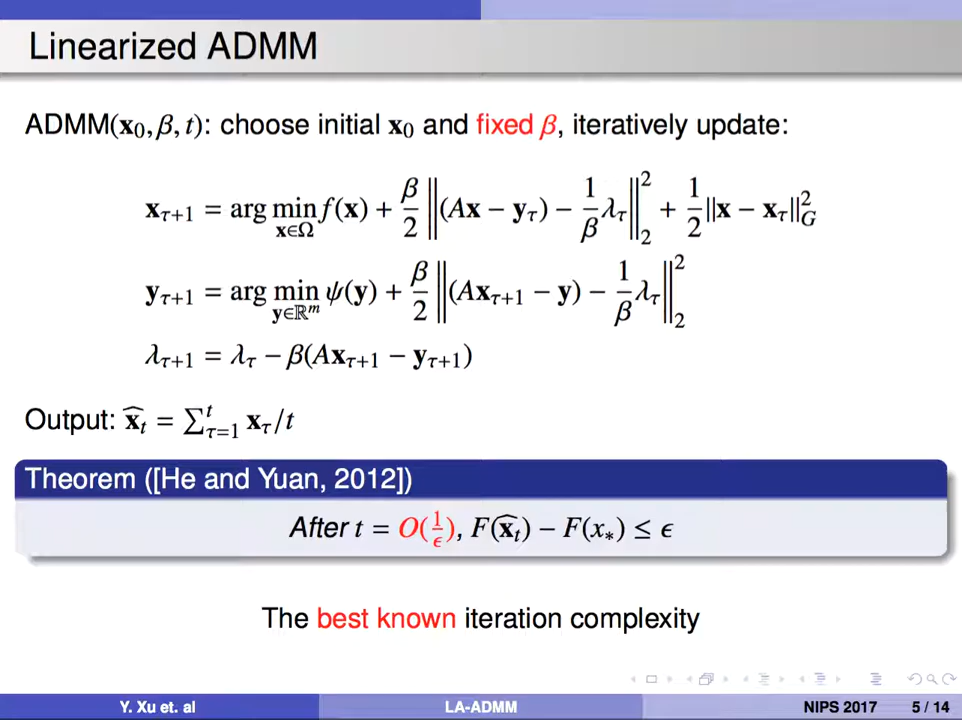 Linearized ADMM
ADMM(x₀, β, t): choose initial x₀ and fixed β, iteratively update:
x_{τ+1} = arg min_{x∈Ω} f(x) + β/2 ‖(Ax − y_τ) − 1/β λ_τ‖₂² + 1/2 ‖x − x_τ‖_G²
y_{τ+1} = arg min_{y∈ℝ^m} ψ(y) + β/2 ‖(Ax_{τ+1} − y) − 1/β λ_τ‖₂²
λ_{τ+1} = λ_τ − β(Ax_{τ+1} − y_{τ+1})
Output: x̂_t = ∑_{τ=1}^t x_τ/t
Theorem ([He and Yuan, 2012])
After t = O(1/ϵ), F(x̂_t) − F(x_*) ≤ ϵ
The best known iteration complexity
Y. Xu et. al LA-ADMM NIPS 2017 5 / 14